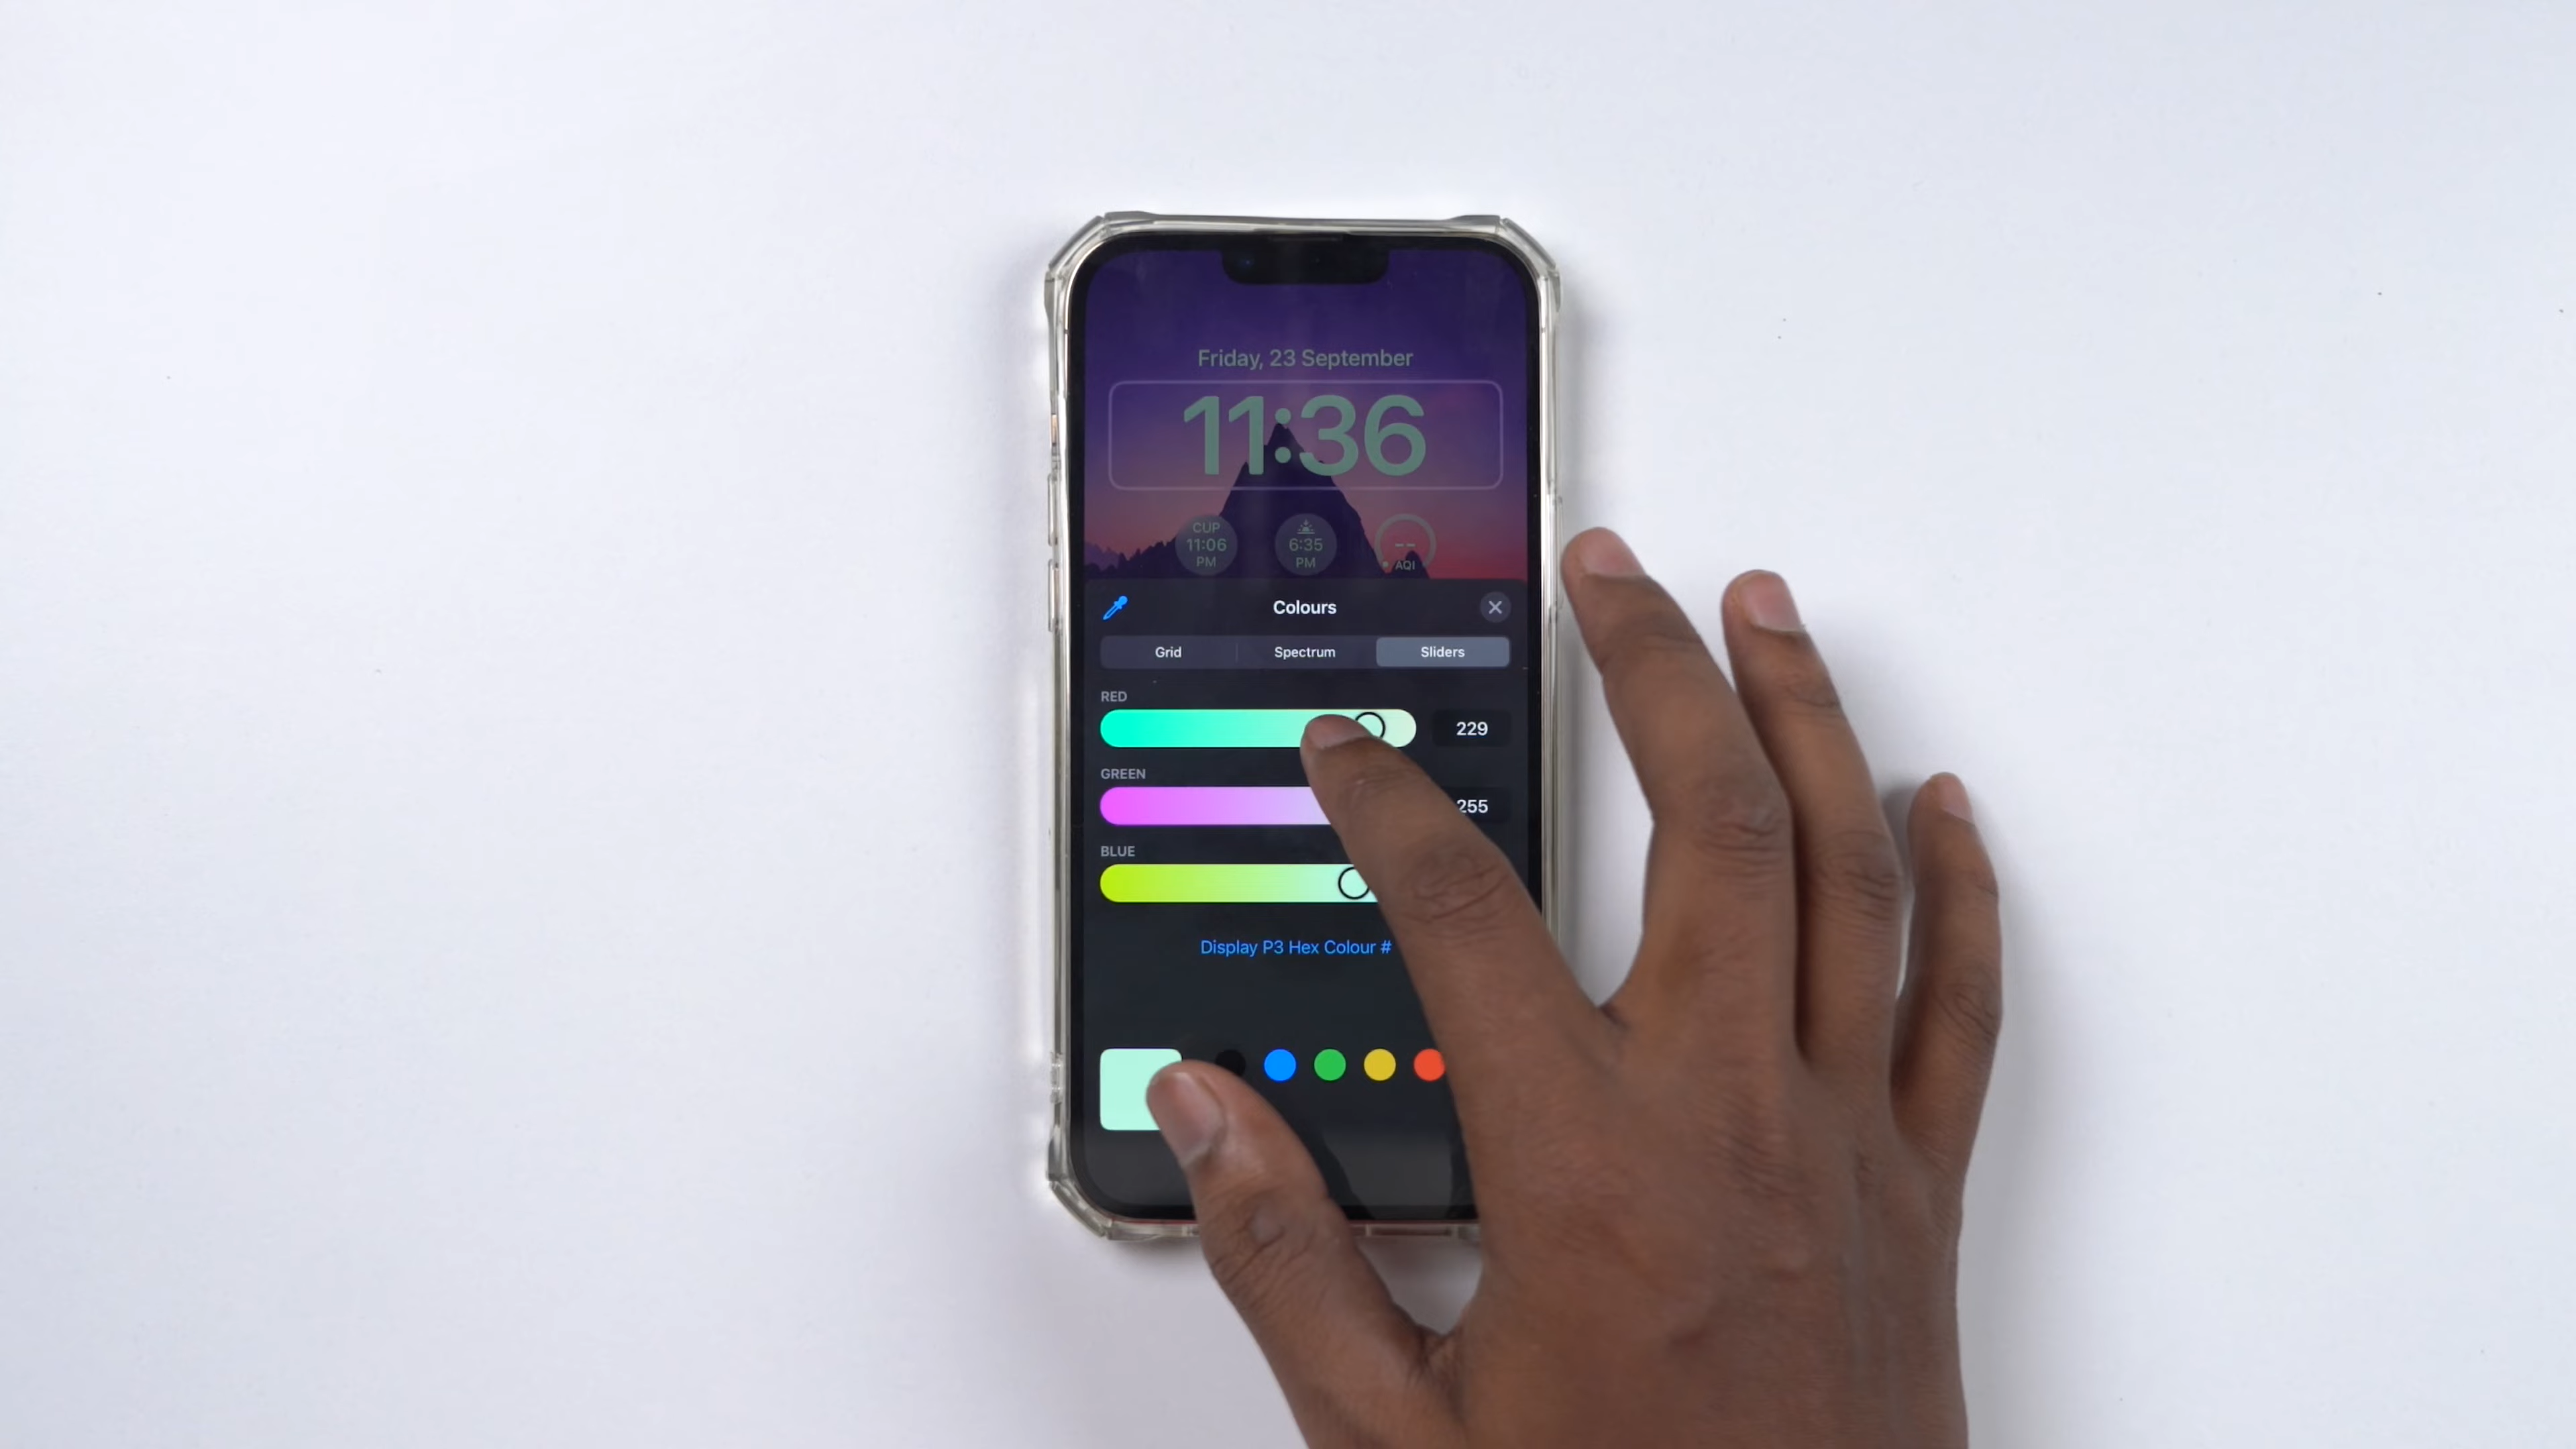 Friday, 23 September
11:36
CUP
11:06
PM
6:35
PM
--
AQI
Colours
Grid
Spectrum
Sliders
RED
229
GREEN
255
BLUE
Display P3 Hex Colour #